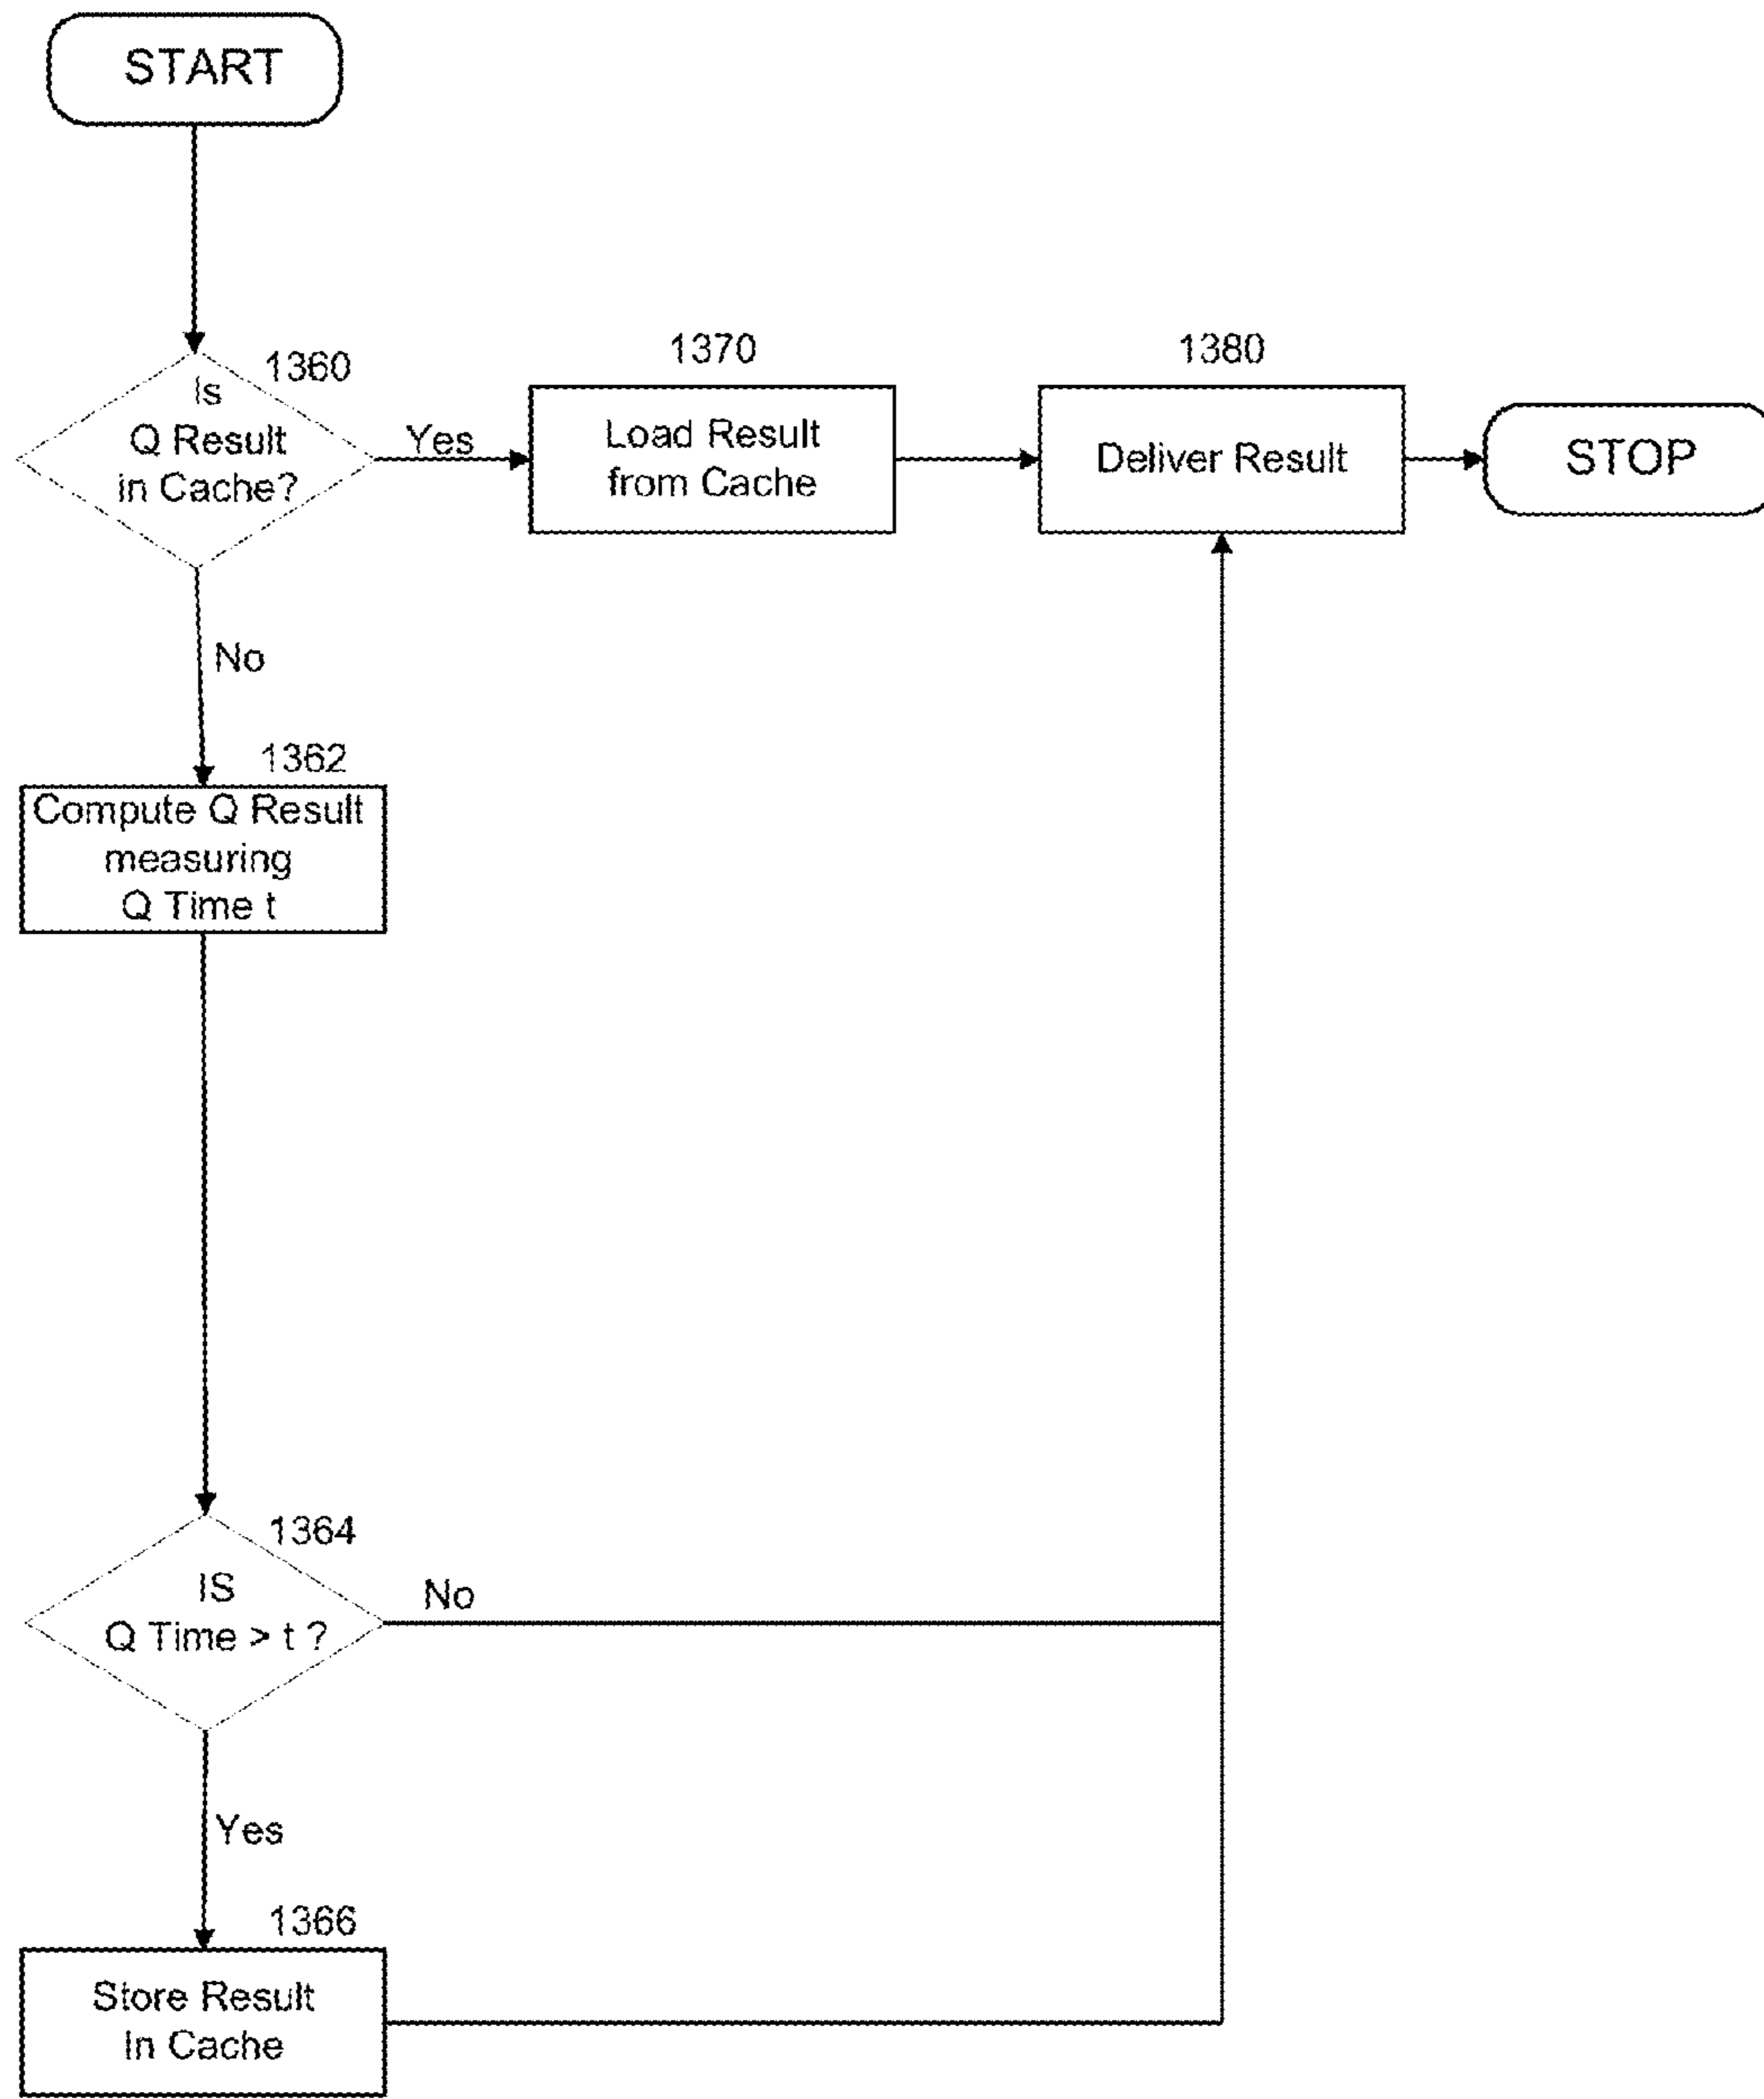 START
1360
Is
Q Result
in Cache?
Yes
1370
Load Result
from Cache
1380
Deliver Result
STOP
No
1362
Compute Q Result
measuring
Q Time t
1364
IS
Q Time > t ?
No
Yes
1366
Store Result
In Cache